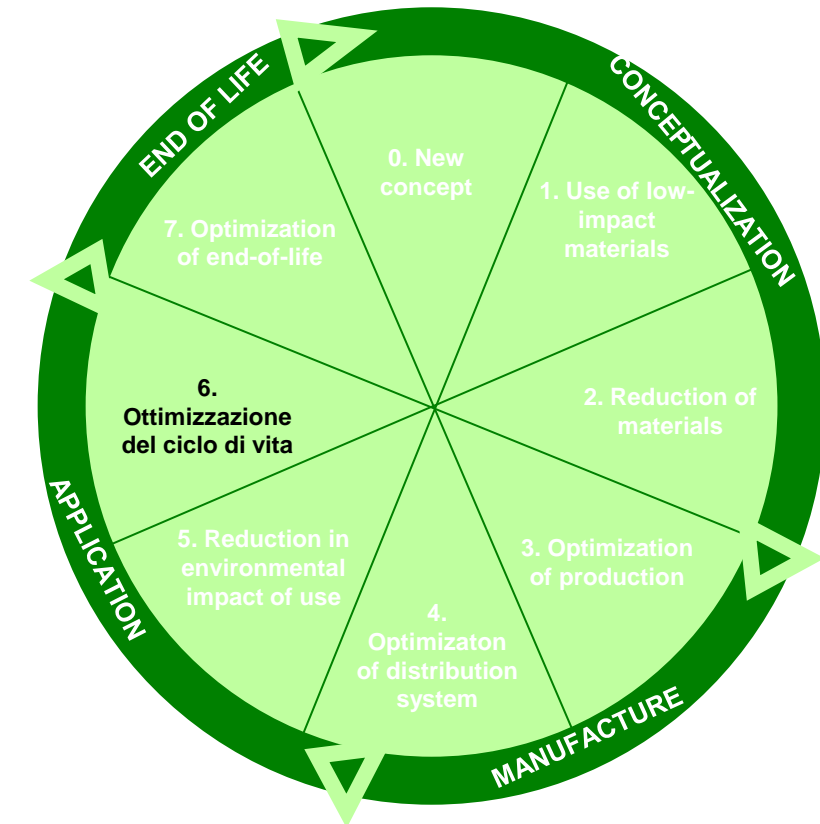 END OF LIFE
CONCEPTUALIZATION
0. New
concept
1. Use of low-
impact
materials
7. Optimization
of end-of-life
6.
Ottimizzazione
del ciclo di vita
2. Reduction of
materials
APPLICATION
5. Reduction in
environmental
impact of use
3. Optimization
of production
4.
Optimizaton
of distribution
system
MANUFACTURE